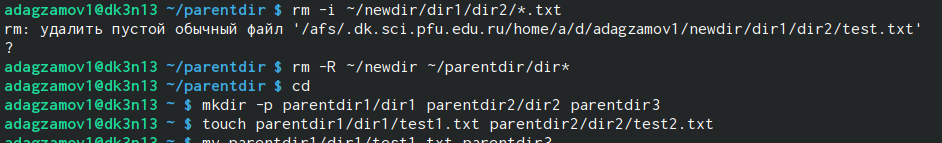 adagzamov1@dk3n13 ~/parentdir $ rm -i ~/newdir/dir1/dir2/*.txt
rm: удалить пустой обычный файл '/afs/.dk.sci.pfu.edu.ru/home/a/d/adagzamov1/newdir/dir1/dir2/test.txt'
?
adagzamov1@dk3n13 ~/parentdir $ rm -R ~/newdir ~/parentdir/dir*
adagzamov1@dk3n13 ~/parentdir $ cd
adagzamov1@dk3n13 ~ $ mkdir -p parentdir1/dir1 parentdir2/dir2 parentdir3
adagzamov1@dk3n13 ~ $ touch parentdir1/dir1/test1.txt parentdir2/dir2/test2.txt
adagzamov1@dk3n13 ~ $ mv parentdir1/dir1/test1.txt parentdir3